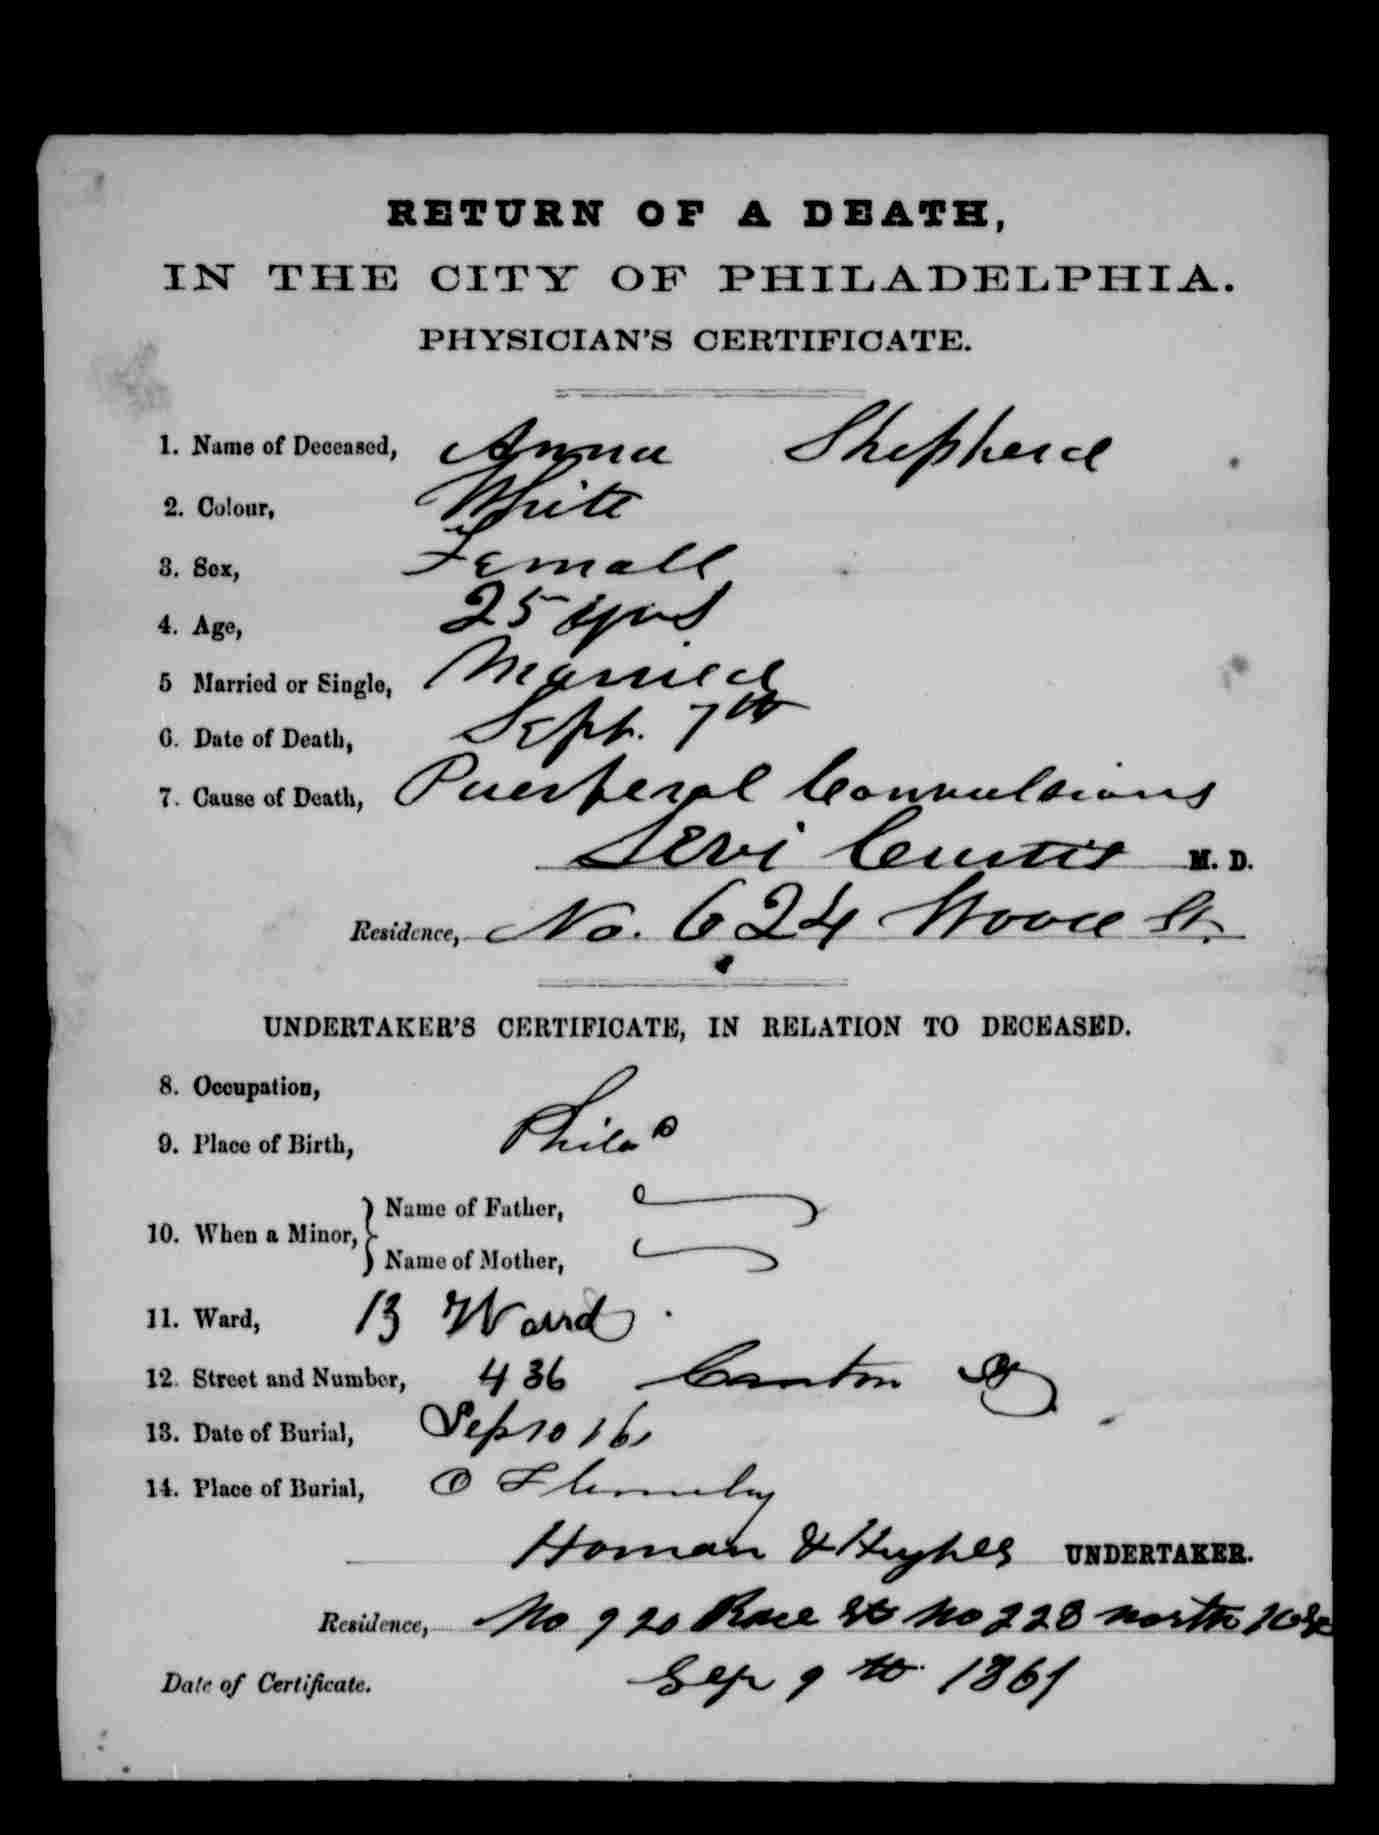 RETURN OF A DEATH,
IN THE CITY OF PHILADELPHIA.
PHYSICIAN'S CERTIFICATE.
1. Name of Deceased, Anna Shepherd
2. Colour, White
3. Sex, Female
4. Age, 25 yrs
5 Married or Single, Married
6. Date of Death, Sept. 7th
7. Cause of Death, Puerperal Convulsions
Levi Curtis M. D.
Residence, No. 624 Wood St.
UNDERTAKER'S CERTIFICATE, IN RELATION TO DECEASED.
8. Occupation,
9. Place of Birth, Phila
10. When a Minor, Name of Father,
Name of Mother,
11. Ward, 13 Ward
12. Street and Number, 436 Canton St
13. Date of Burial, Sep 10
14. Place of Burial, O
Homan & Hughes UNDERTAKER.
Residence, No 920 Race St No 228 north
Date of Certificate. Sep 9th 1861